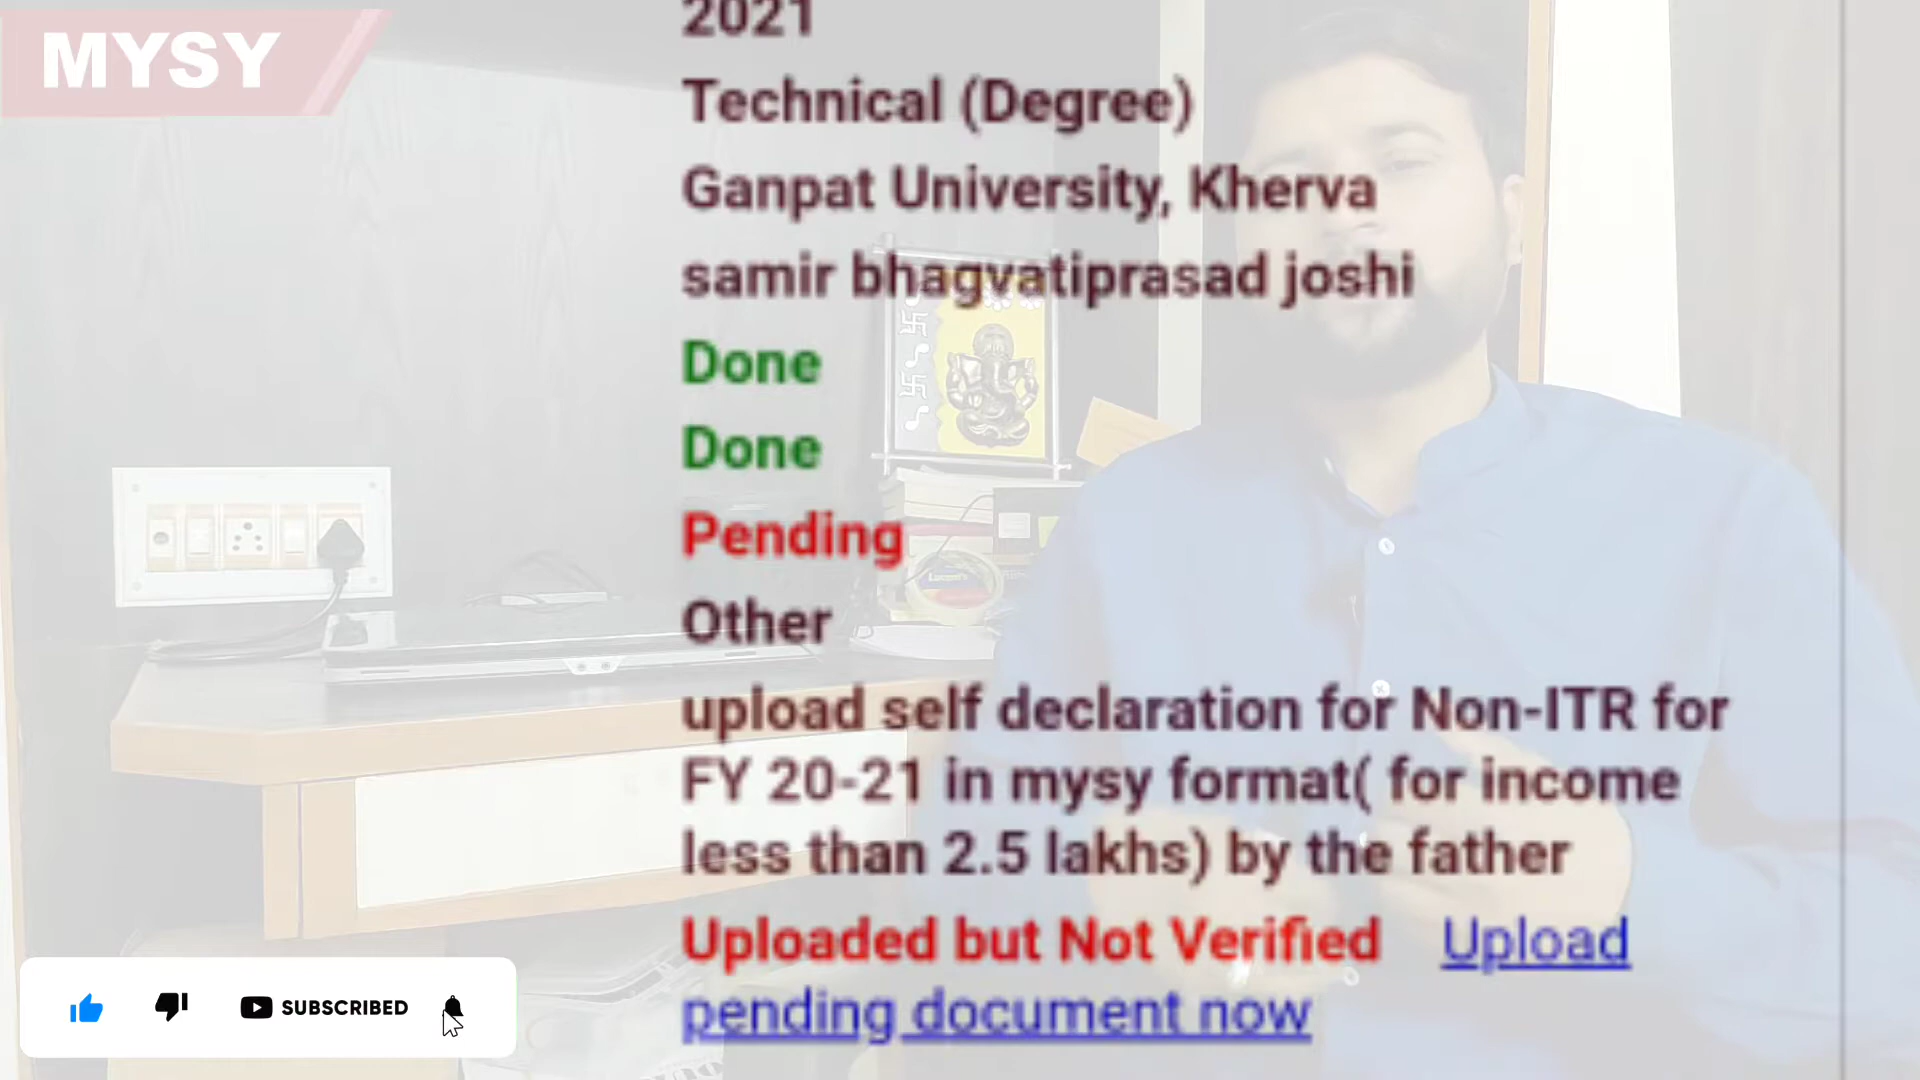 MYSY
2021
Technical (Degree)
Ganpat University, Kherva
samir bhagvatiprasad joshi
Done
Done
Pending
Other
upload self declaration for Non-ITR for
FY 20-21 in mysy format( for income
less than 2.5 lakhs) by the father
Uploaded but Not Verified Upload
pending document now
SUBSCRIBED